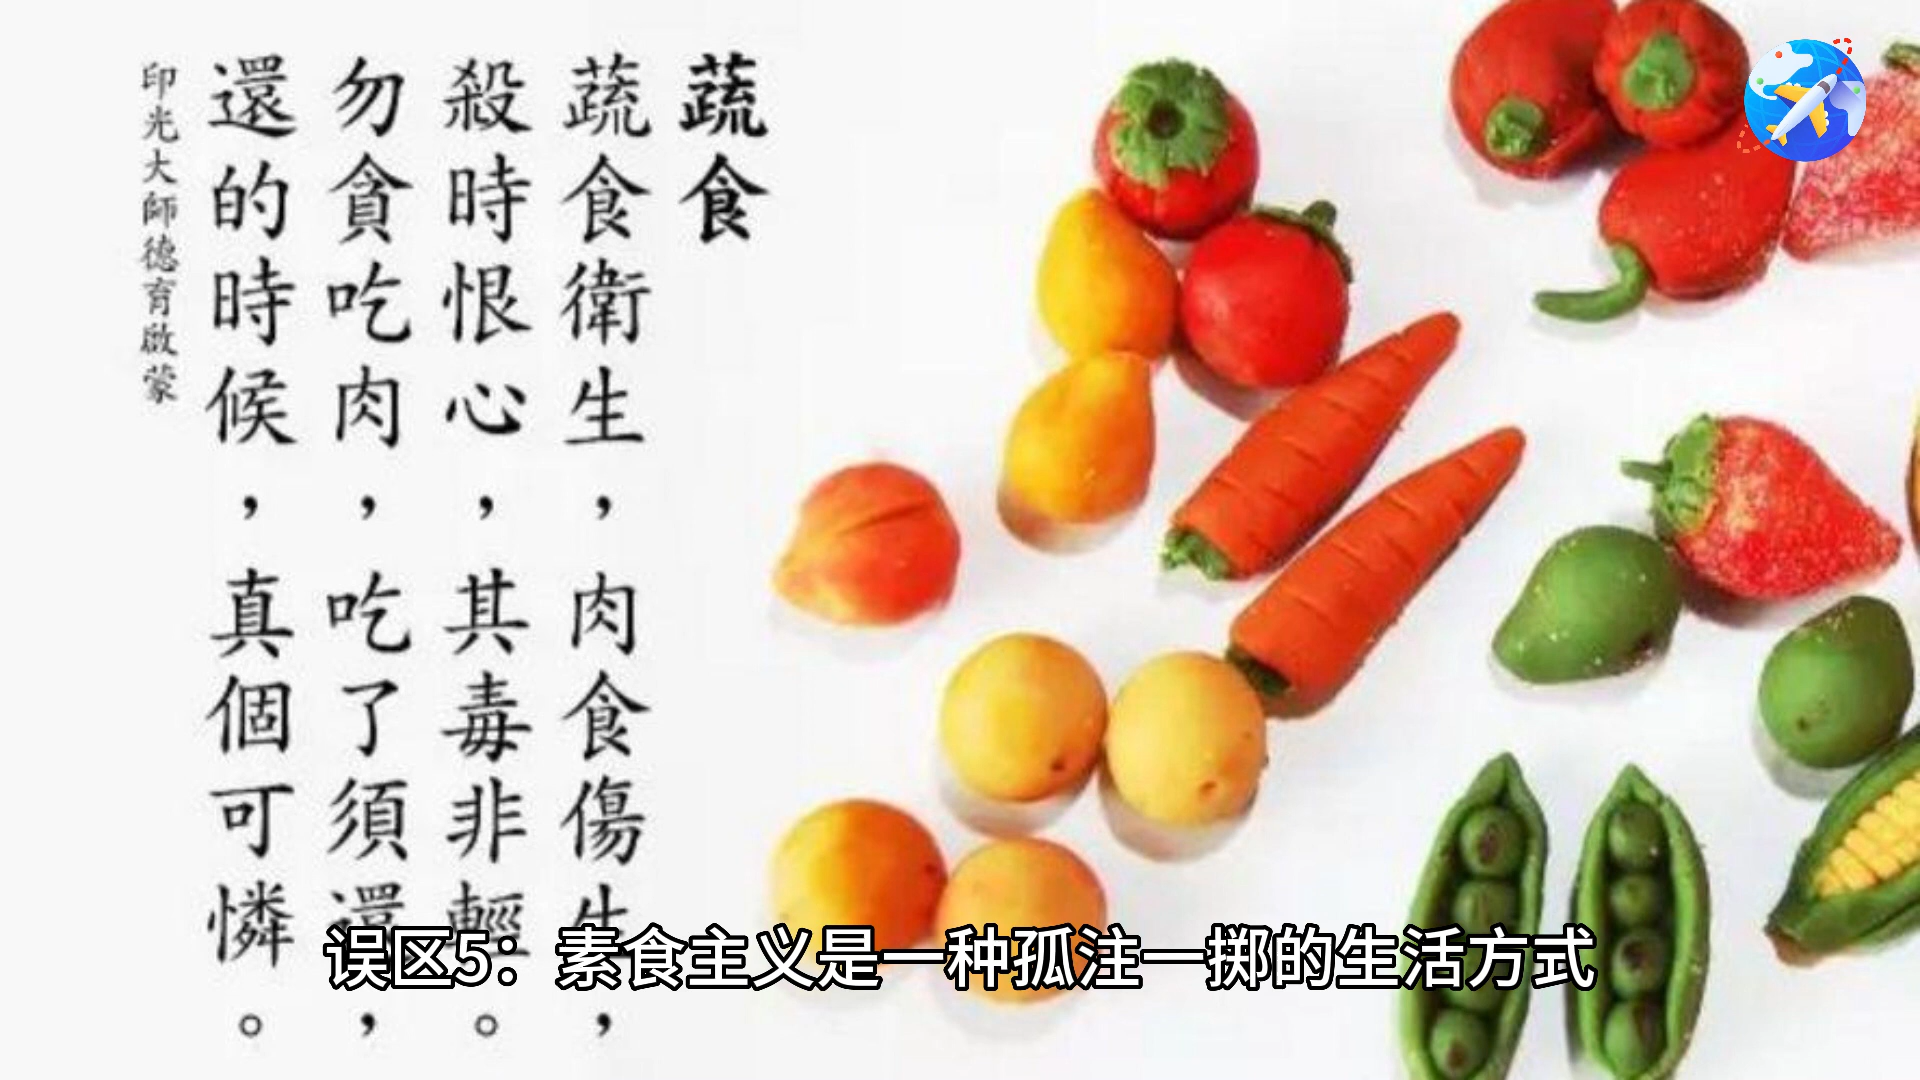 蔬食
蔬食衛生，肉食傷生，
殺時恨心，其毒非輕。
勿貪吃肉，吃了須還，
還的時候，真個可憐。
印光大師德育啟蒙
误区5：素食主义是一种孤注一掷的生活方式